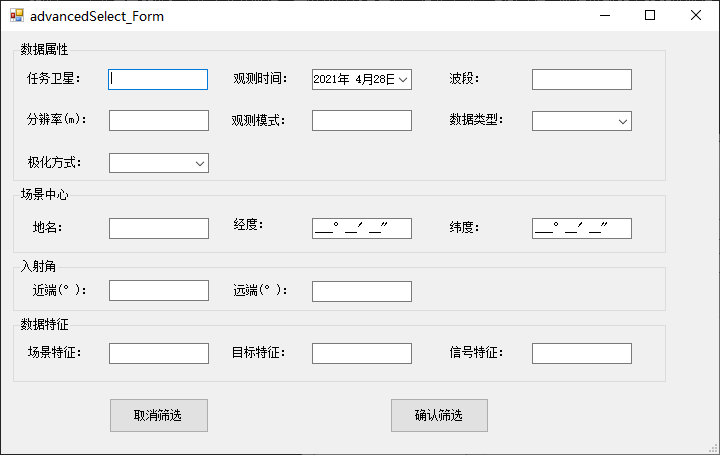 advancedSelect_Form
数据属性
任务卫星: 观测时间: 2021年 4月28日 波段:
分辨率(m): 观测模式: 数据类型:
极化方式:
场景中心
地名: 经度: ___° __′ __″ 纬度: ___° __′ __″
入射角
近端(°): 远端(°):
数据特征
场景特征: 目标特征: 信号特征:
取消筛选 确认筛选